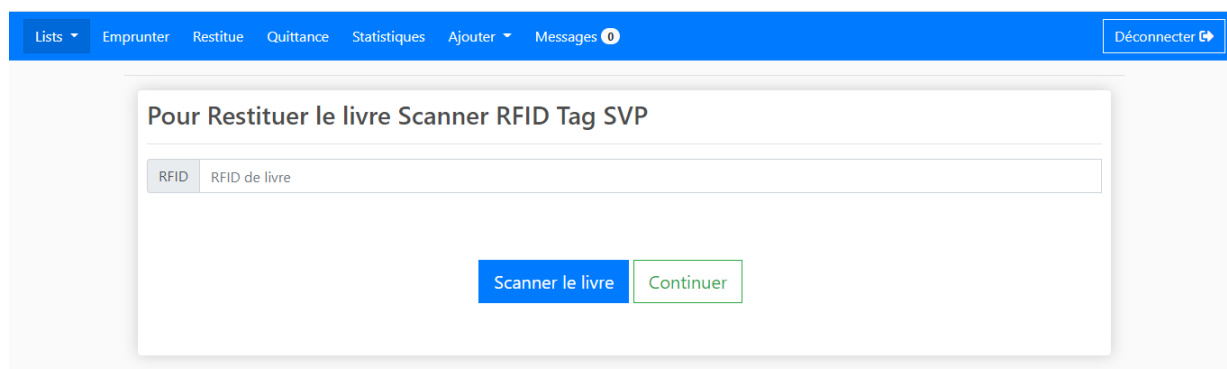 Lists Emprunter Restitue Quittance Statistiques Ajouter Messages 0 Déconnecter
Pour Restituer le livre Scanner RFID Tag SVP
RFID RFID de livre
Scanner le livre Continuer